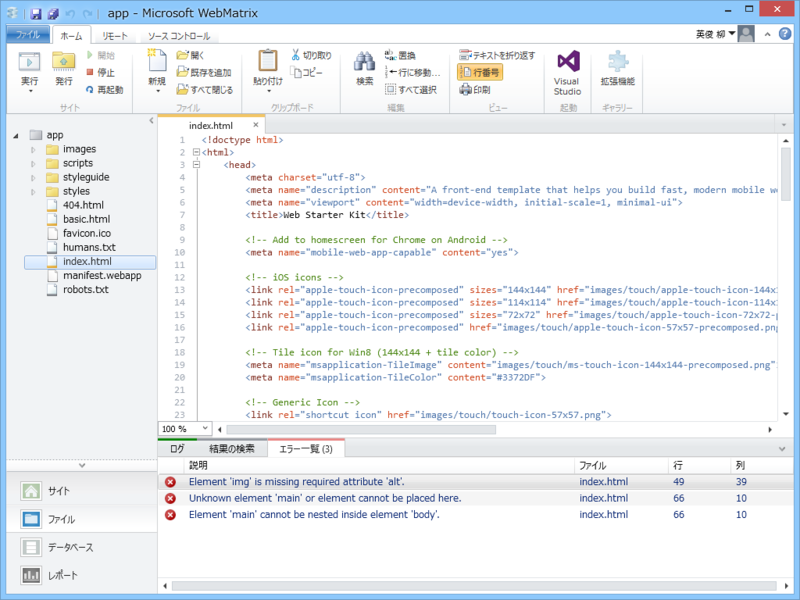 app - Microsoft WebMatrix
ファイル ホーム リモート ソース コントロール 英俊 柳
実行 発行 開始 停止 再起動
サイト
新規 開く 既存を追加 すべて閉じる
ファイル
貼り付け 切り取り コピー
クリップボード
検索 置換 行に移動... すべて選択
編集
テキストを折り返す 行番号 印刷
ビュー
Visual Studio
起動
拡張機能
ギャラリー
app
images
scripts
styleguide
styles
404.html
basic.html
favicon.ico
humans.txt
index.html
manifest.webapp
robots.txt
サイト
ファイル
データベース
レポート
index.html
1 <!doctype html>
2 <html>
3 <head>
4 <meta charset="utf-8">
5 <meta name="description" content="A front-end template that helps you build fast, modern mobile w
6 <meta name="viewport" content="width=device-width, initial-scale=1, minimal-ui">
7 <title>Web Starter Kit</title>
8
9 <!-- Add to homescreen for Chrome on Android -->
10 <meta name="mobile-web-app-capable" content="yes">
11
12 <!-- iOS icons -->
13 <link rel="apple-touch-icon-precomposed" sizes="144x144" href="images/touch/apple-touch-icon-144x
14 <link rel="apple-touch-icon-precomposed" sizes="114x114" href="images/touch/apple-touch-icon-114x
15 <link rel="apple-touch-icon-precomposed" sizes="72x72" href="images/touch/apple-touch-icon-72x72-p
16 <link rel="apple-touch-icon-precomposed" href="images/touch/apple-touch-icon-57x57-precomposed.png
17
18 <!-- Tile icon for Win8 (144x144 + tile color) -->
19 <meta name="msapplication-TileImage" content="images/touch/ms-touch-icon-144x144-precomposed.png"
20 <meta name="msapplication-TileColor" content="#3372DF">
21
22 <!-- Generic Icon -->
23 <link rel="shortcut icon" href="images/touch/touch-icon-57x57.png">
100 %
ログ 結果の検索 エラー一覧 (3)
説明 ファイル 行 列
Element 'img' is missing required attribute 'alt'. index.html 49 39
Unknown element 'main' or element cannot be placed here. index.html 66 10
Element 'main' cannot be nested inside element 'body'. index.html 66 10